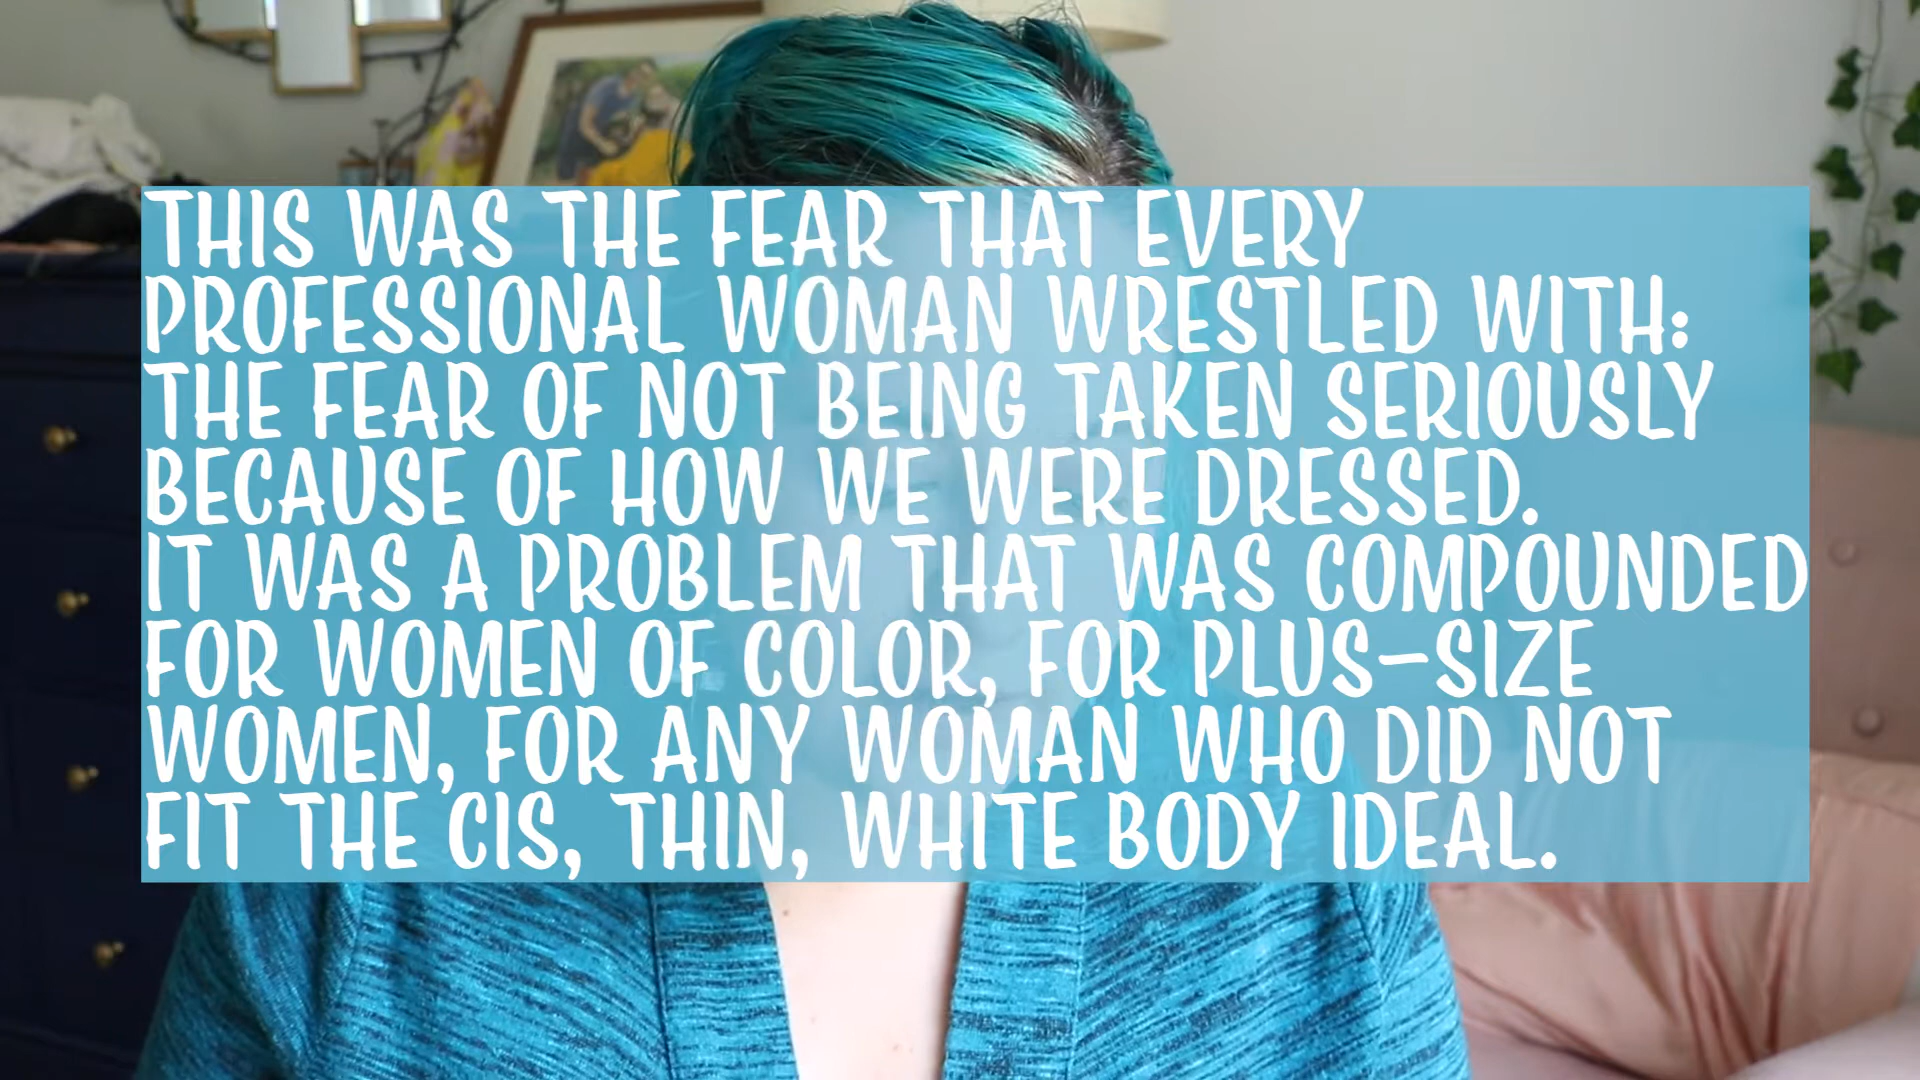 THIS WAS THE FEAR THAT EVERY
PROFESSIONAL WOMAN WRESTLED WITH:
THE FEAR OF NOT BEING TAKEN SERIOUSLY
BECAUSE OF HOW WE WERE DRESSED.
IT WAS A PROBLEM THAT WAS COMPOUNDED
FOR WOMEN OF COLOR, FOR PLUS-SIZE
WOMEN, FOR ANY WOMAN WHO DID NOT
FIT THE CIS, THIN, WHITE BODY IDEAL.